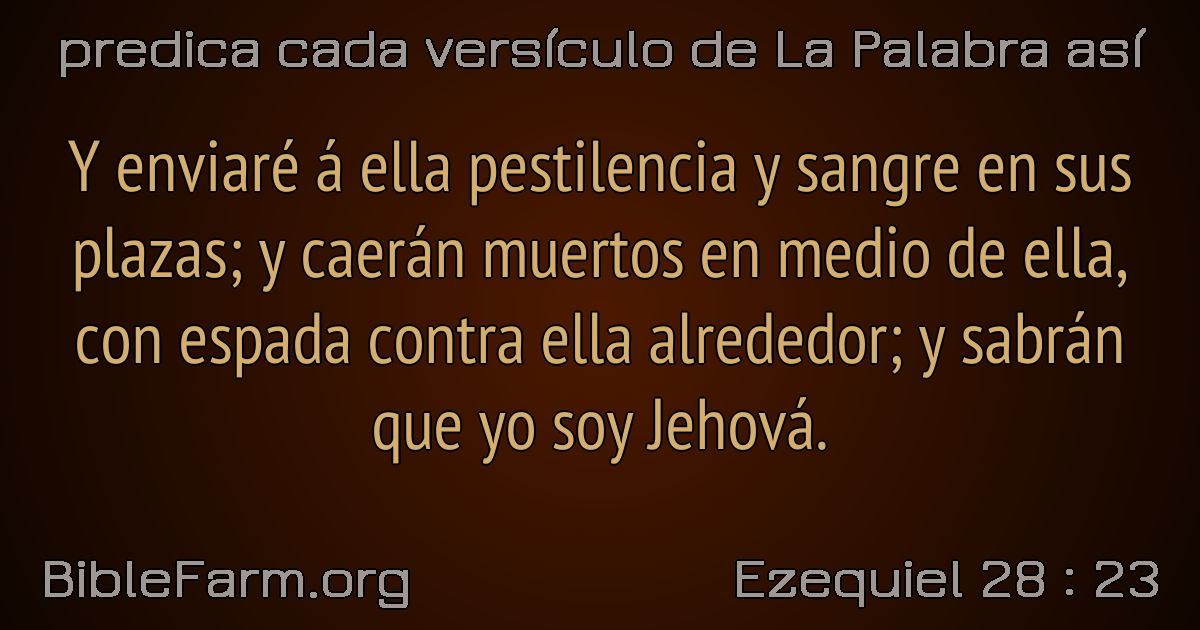 predica cada versículo de La Palabra así
Y enviaré á ella pestilencia y sangre en sus
plazas; y caerán muertos en medio de ella,
con espada contra ella alrededor; y sabrán
que yo soy Jehová.
BibleFarm.org
Ezequiel 28 : 23